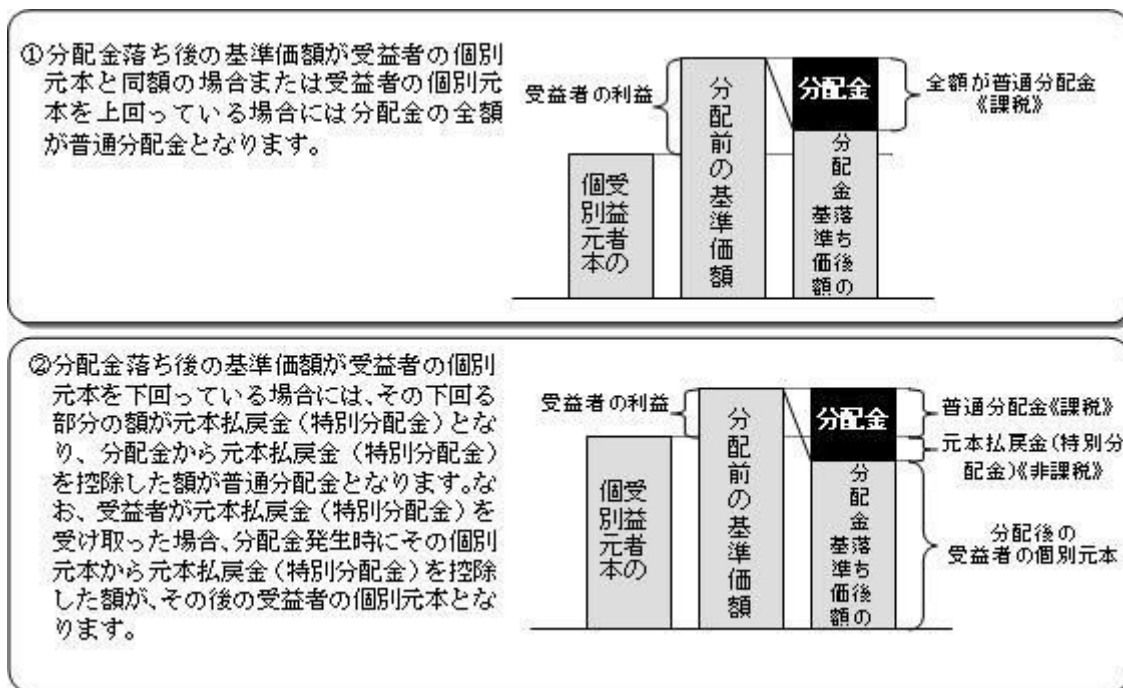 ①分配金落ち後の基準価額が受益者の個別
元本と同額の場合または受益者の個別元
本を上回っている場合には分配金の全額
が普通分配金となります。
受益者の利益
受益者の
個別元本
分配前の基準価額
分配金
分配金落ち後の
基準価額
全額が普通分配金
《課税》
②分配金落ち後の基準価額が受益者の個別
元本を下回っている場合には、その下回る
部分の額が元本払戻金(特別分配金)とな
り、分配金から元本払戻金(特別分配金)
を控除した額が普通分配金となります。な
お、受益者が元本払戻金(特別分配金)を
受け取った場合、分配金発生時にその個別
元本から元本払戻金(特別分配金)を控除
した額が、その後の受益者の個別元本とな
ります。
受益者の利益
受益者の
個別元本
分配前の基準価額
分配金
分配金落ち後の
基準価額
普通分配金《課税》
元本払戻金(特別分
配金)《非課税》
分配後の
受益者の個別元本